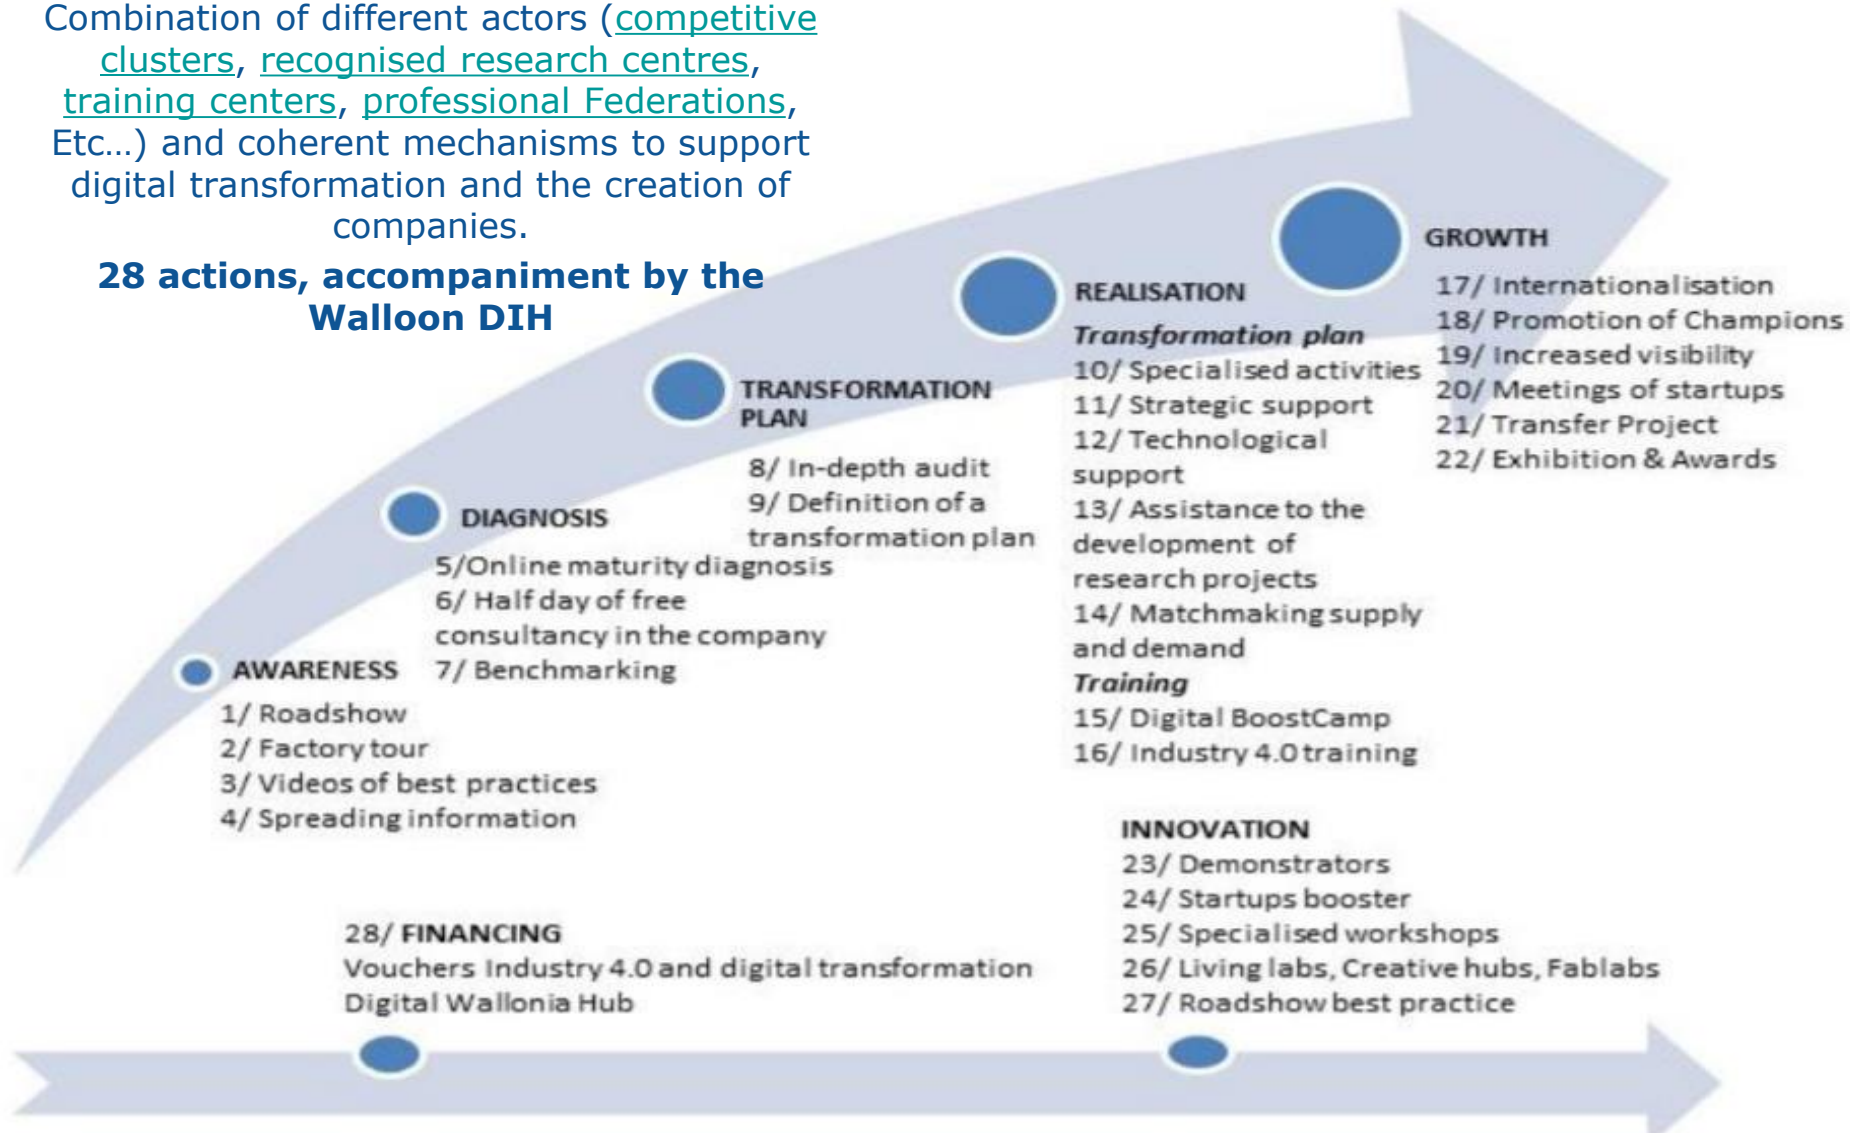 Combination of different actors (competitive
clusters, recognised research centres,
training centers, professional Federations,
Etc…) and coherent mechanisms to support
digital transformation and the creation of
companies.
28 actions, accompaniment by the
Walloon DIH
AWARENESS
1/ Roadshow
2/ Factory tour
3/ Videos of best practices
4/ Spreading information
DIAGNOSIS
5/Online maturity diagnosis
6/ Half day of free
consultancy in the company
7/ Benchmarking
TRANSFORMATION
PLAN
8/ In-depth audit
9/ Definition of a
transformation plan
REALISATION
Transformation plan
10/ Specialised activities
11/ Strategic support
12/ Technological
support
13/ Assistance to the
development of
research projects
14/ Matchmaking supply
and demand
Training
15/ Digital BoostCamp
16/ Industry 4.0 training
GROWTH
17/ Internationalisation
18/ Promotion of Champions
19/ Increased visibility
20/ Meetings of startups
21/ Transfer Project
22/ Exhibition & Awards
INNOVATION
23/ Demonstrators
24/ Startups booster
25/ Specialised workshops
26/ Living labs, Creative hubs, Fablabs
27/ Roadshow best practice
28/ FINANCING
Vouchers Industry 4.0 and digital transformation
Digital Wallonia Hub